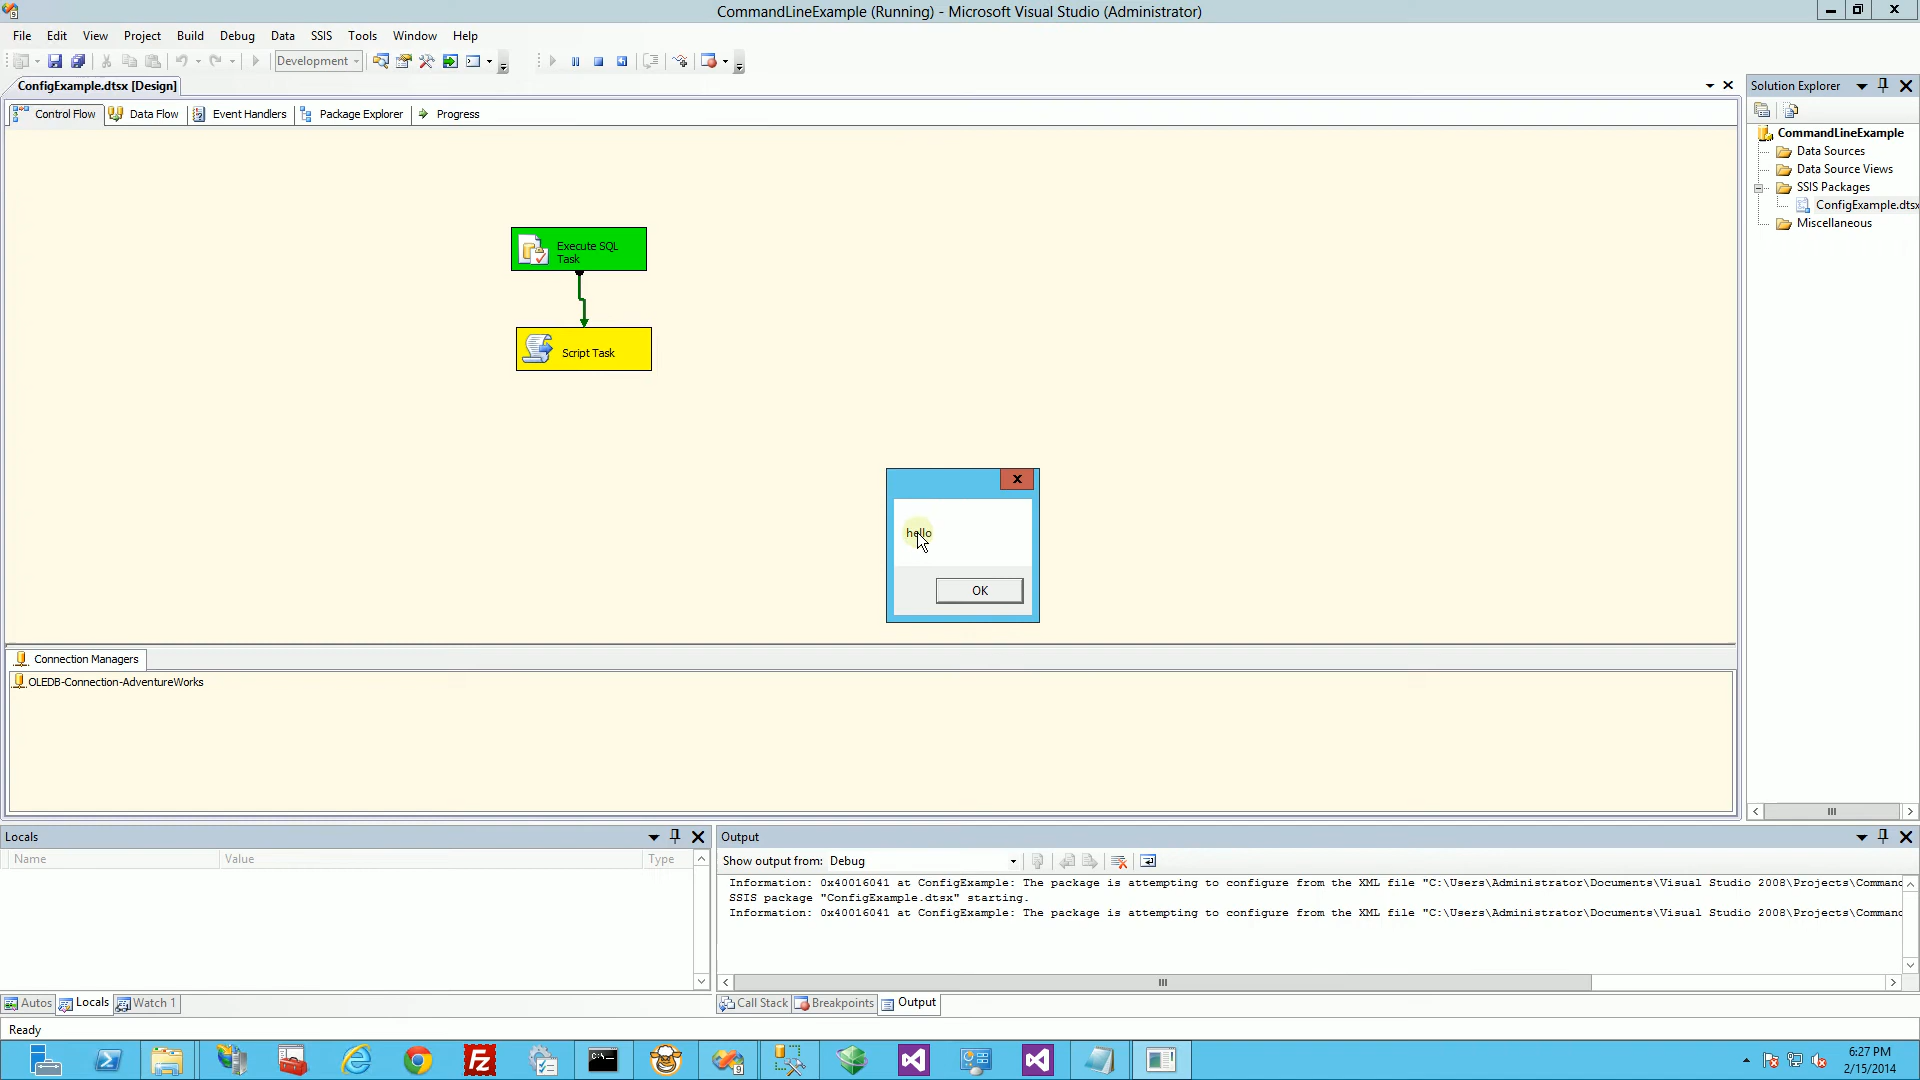 CommandLineExample (Running) - Microsoft Visual Studio (Administrator)
File Edit View Project Build Debug Data SSIS Tools Window Help
Development
ConfigExample.dtsx [Design]
Control Flow Data Flow Event Handlers Package Explorer Progress
Execute SQL
Task
Script Task
hello
OK
Connection Managers
OLEDB-Connection-AdventureWorks
Solution Explorer
CommandLineExample
Data Sources
Data Source Views
SSIS Packages
ConfigExample.dtsx
Miscellaneous
Locals
Name Value Type
Autos Locals Watch 1
Output
Show output from: Debug
Information: 0x40016041 at ConfigExample: The package is attempting to configure from the XML file "C:\Users\Administrator\Documents\Visual Studio 2008\Projects\Comman
SSIS package "ConfigExample.dtsx" starting.
Information: 0x40016041 at ConfigExample: The package is attempting to configure from the XML file "C:\Users\Administrator\Documents\Visual Studio 2008\Projects\Comman
Call Stack Breakpoints Output
Ready
6:27 PM
2/15/2014